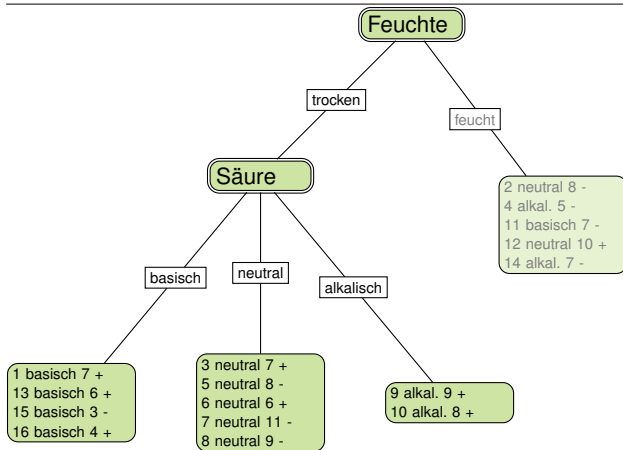 Feuchte
trocken
feucht
Säure
2 neutral 8 -
4 alkal. 5 -
11 basisch 7 -
12 neutral 10 +
14 alkal. 7 -
basisch
neutral
alkalisch
1 basisch 7 +
13 basisch 6 +
15 basisch 3 -
16 basisch 4 +
3 neutral 7 +
5 neutral 8 -
6 neutral 6 +
7 neutral 11 -
8 neutral 9 -
9 alkal. 9 +
10 alkal. 8 +